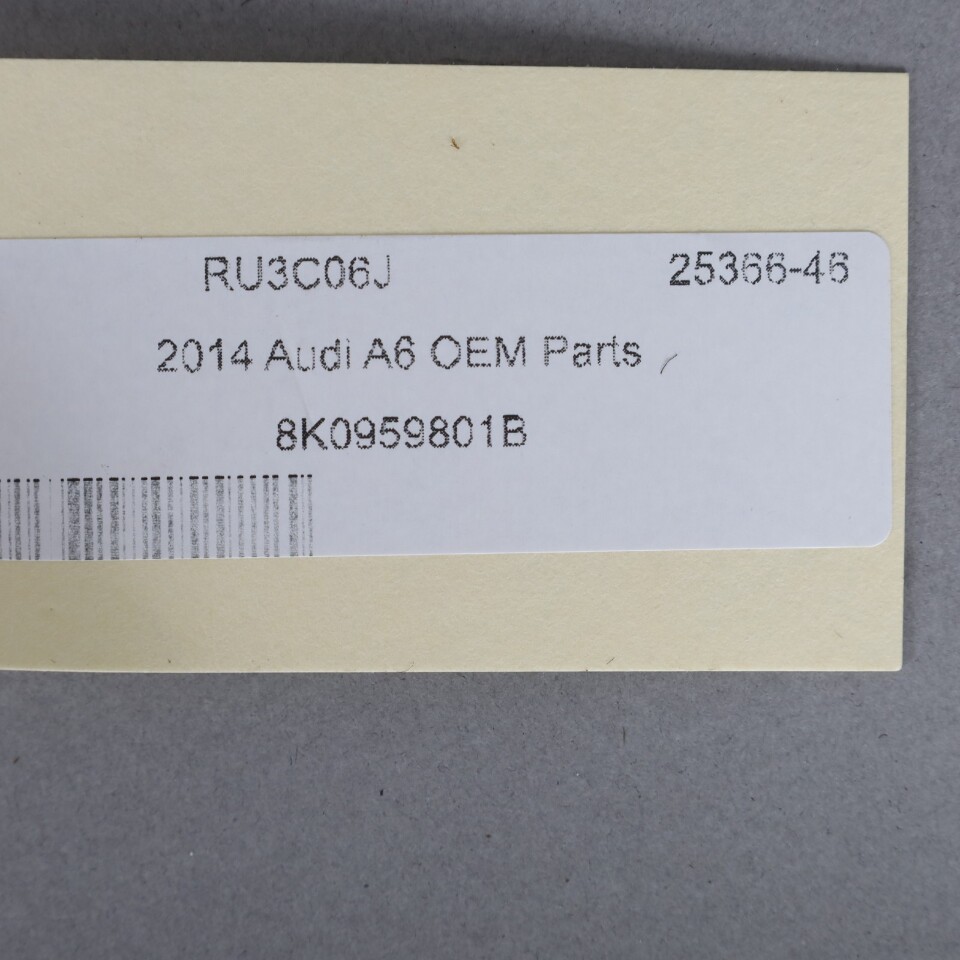 RU3C06J 25366-46
2014 Audi A6 OEM Parts
8K0959801B